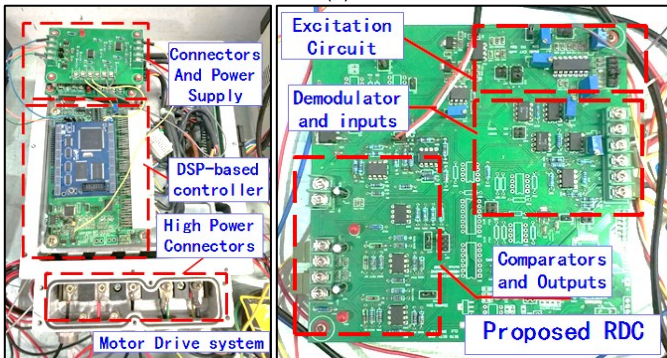 Connectors
And Power
Supply
DSP-based
controller
High Power
Connectors
Motor Drive system
Excitation
Circuit
Demodulator
and inputs
Comparators
and Outputs
Proposed RDC